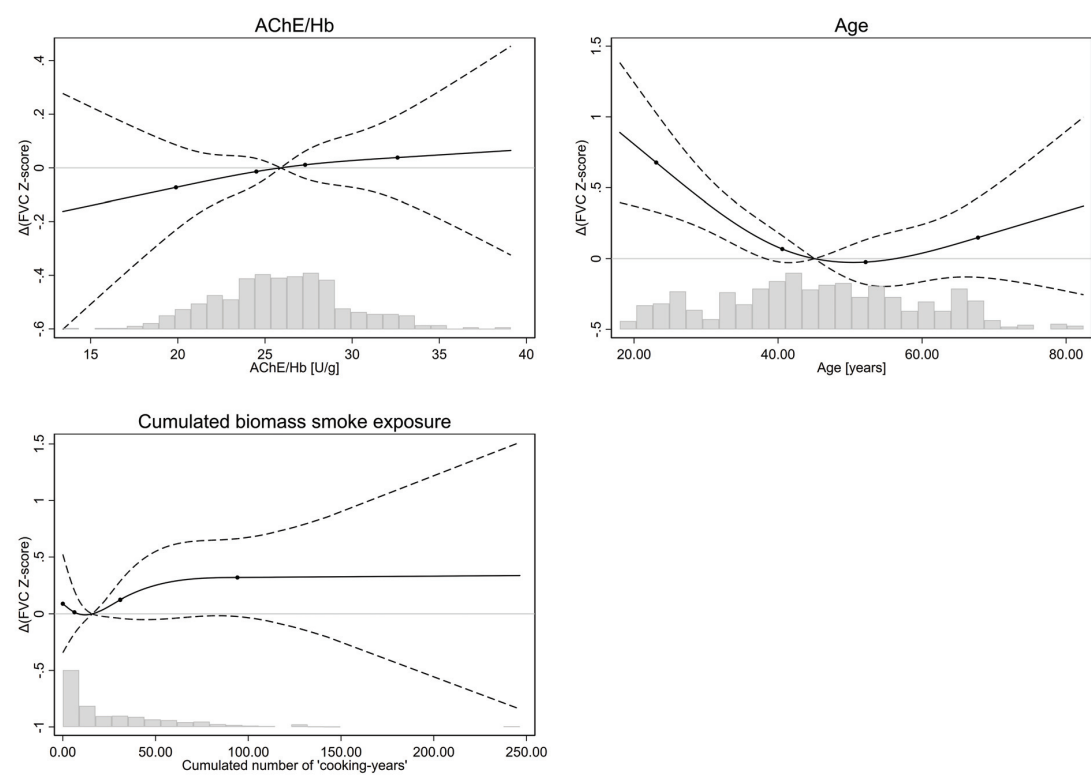 AChE/Hb
Δ(FVC Z-score)
.4
.2
0
-.2
-.4
-.6
15 20 25 30 35 40
AChE/Hb [U/g]
Age
Δ(FVC Z-score)
1.5
1
.5
0
-.5
20.00 40.00 60.00 80.00
Age [years]
Cumulated biomass smoke exposure
Δ(FVC Z-score)
1.5
1
.5
0
-.5
-1
0.00 50.00 100.00 150.00 200.00 250.00
Cumulated number of 'cooking-years'